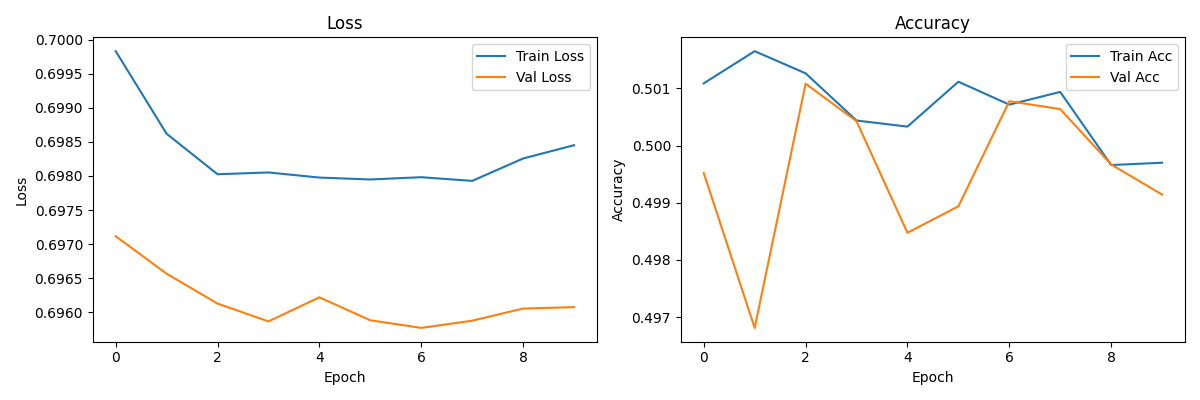 Loss
0.7000
0.6995
0.6990
0.6985
0.6980
0.6975
0.6970
0.6965
0.6960
Loss
Train Loss
Val Loss
0 2 4 6 8
Epoch
Accuracy
0.501
0.500
0.499
0.498
0.497
Accuracy
Train Acc
Val Acc
0 2 4 6 8
Epoch